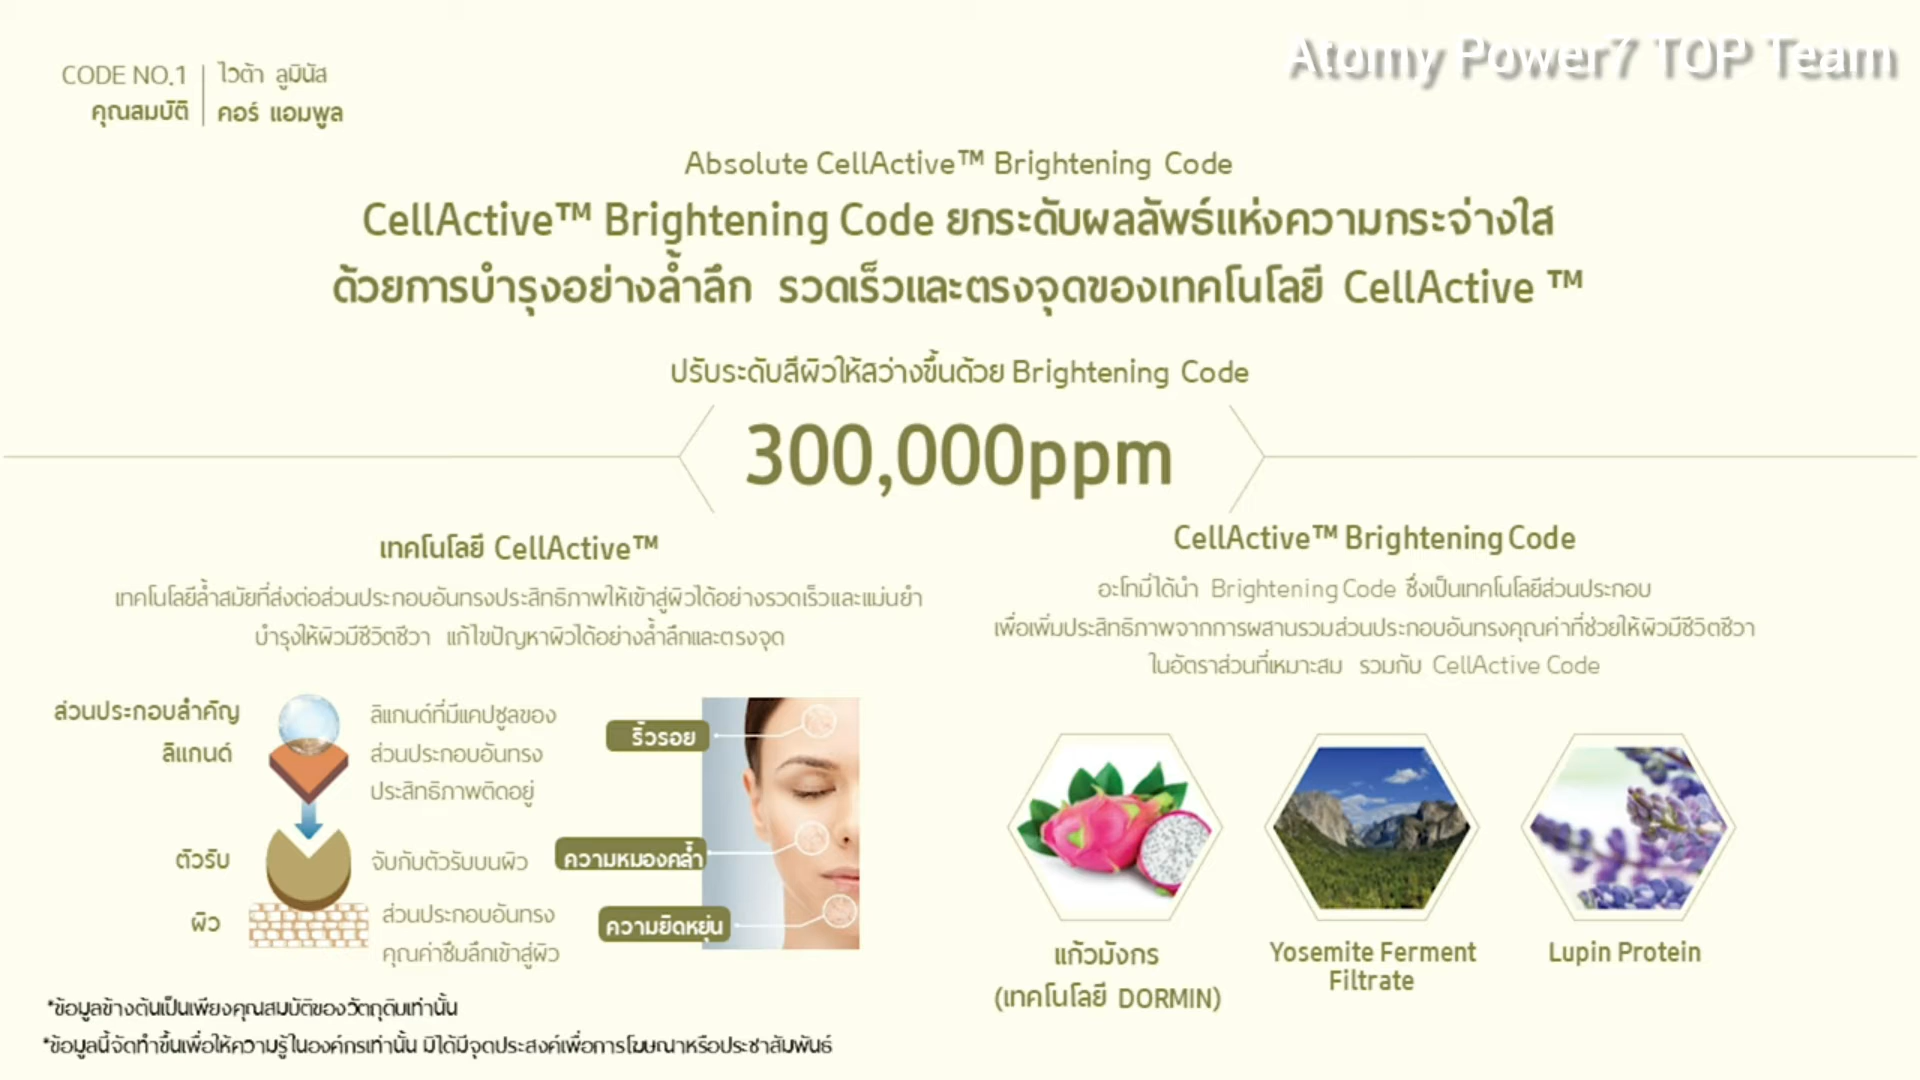 Atomy Power7 TOP Team
CODE NO.1
คุณสมบัติ
ไวต้า ลูมินัส
คอร์ แอมพูล
Absolute CellActive™ Brightening Code
CellActive™ Brightening Code ยกระดับผลลัพธ์แห่งความกระจ่างใส
ด้วยการบำรุงอย่างล้ำลึก รวดเร็วและตรงจุดของเทคโนโลยี CellActive ™
ปรับระดับสีผิวให้สว่างขึ้นด้วย Brightening Code
300,000ppm
เทคโนโลยี CellActive™
เทคโนโลยีล้ำสมัยที่ส่งต่อส่วนประกอบอันทรงประสิทธิภาพให้เข้าสู่ผิวได้อย่างรวดเร็วและแม่นยำ
บำรุงให้ผิวมีชีวิตชีวา แก้ไขปัญหาผิวได้อย่างล้ำลึกและตรงจุด
ส่วนประกอบสำคัญ
ลิแกนด์
ลิแกนด์ที่มีแคปซูลของ
ส่วนประกอบอันทรง
ประสิทธิภาพติดอยู่
ตัวรับ
จับกับตัวรับบนผิว
ผิว
ส่วนประกอบอันทรง
คุณค่าซึมลึกเข้าสู่ผิว
ริ้วรอย
ความหมองคล้ำ
ความยืดหยุ่น
CellActive™ Brightening Code
อะโทมี่ได้นำ Brightening Code ซึ่งเป็นเทคโนโลยีส่วนประกอบ
เพื่อเพิ่มประสิทธิภาพจากการผสานรวมส่วนประกอบอันทรงคุณค่าที่ช่วยให้ผิวมีชีวิตชีวา
ในอัตราส่วนที่เหมาะสม รวมกับ CellActive Code
แก้วมังกร
(เทคโนโลยี DORMIN)
Yosemite Ferment
Filtrate
Lupin Protein
*ข้อมูลข้างต้นเป็นเพียงคุณสมบัติของวัตถุดิบเท่านั้น
*ข้อมูลนี้จัดทำขึ้นเพื่อให้ความรู้ในองค์กรเท่านั้น มิได้มีจุดประสงค์เพื่อการโฆษณาหรือประชาสัมพันธ์